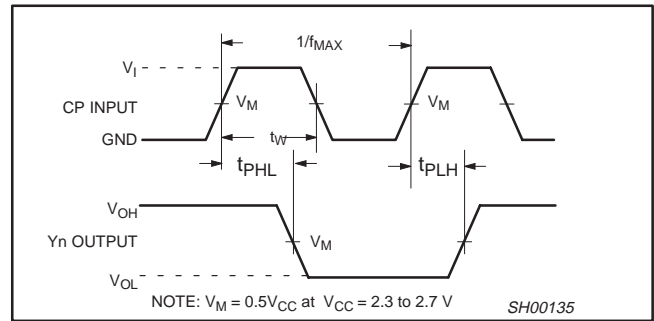 1/fMAX
VI
CP INPUT
VM
VM
GND
tW
tPHL
tPLH
VOH
Yn OUTPUT
VM
VOL
NOTE: VM = 0.5VCC at VCC = 2.3 to 2.7 V
SH00135